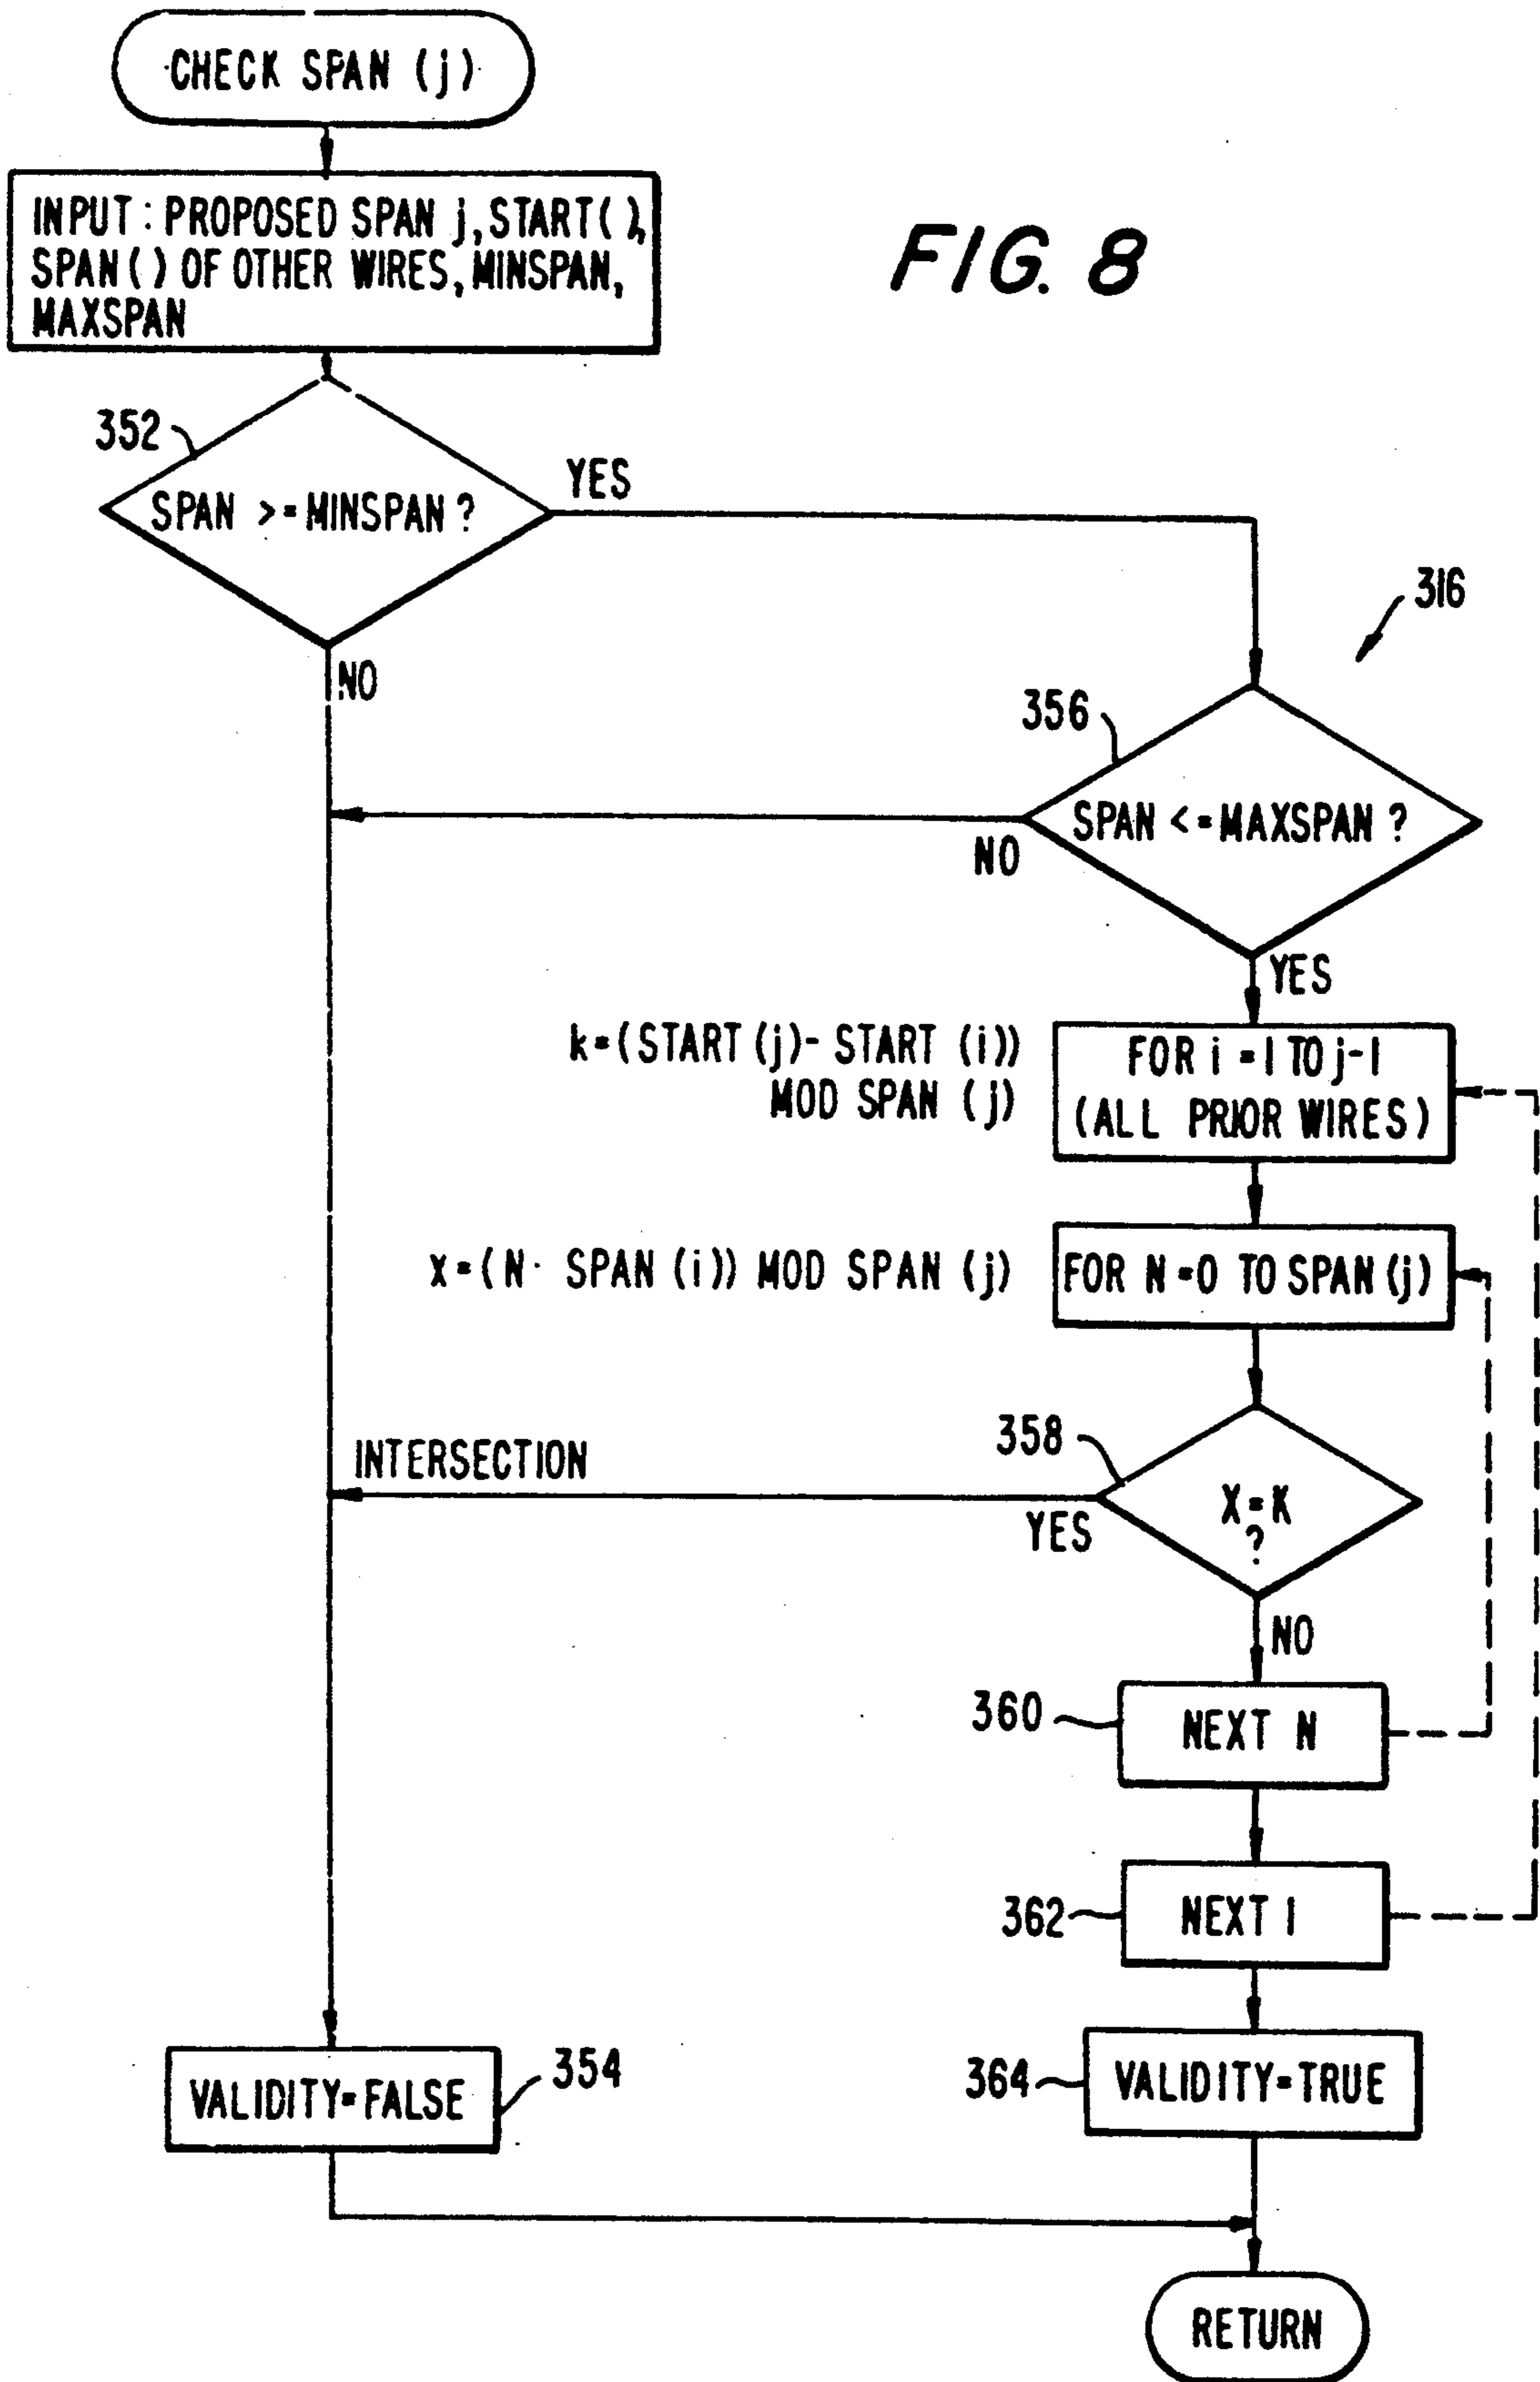 CHECK SPAN (j)
INPUT: PROPOSED SPAN j, START( ),
SPAN( ) OF OTHER WIRES, MINSPAN,
MAXSPAN
FIG. 8
352
SPAN >= MINSPAN ?
YES
NO
316
356
SPAN <= MAXSPAN ?
NO
YES
k=(START (j)- START (i))
MOD SPAN (j)
FOR i = 1 TO j-1
(ALL PRIOR WIRES)
x=(N· SPAN (i)) MOD SPAN (j)
FOR N=0 TO SPAN (j)
358
INTERSECTION
YES
X=K
?
NO
360
NEXT N
362
NEXT I
VALIDITY=FALSE
354
364
VALIDITY=TRUE
RETURN